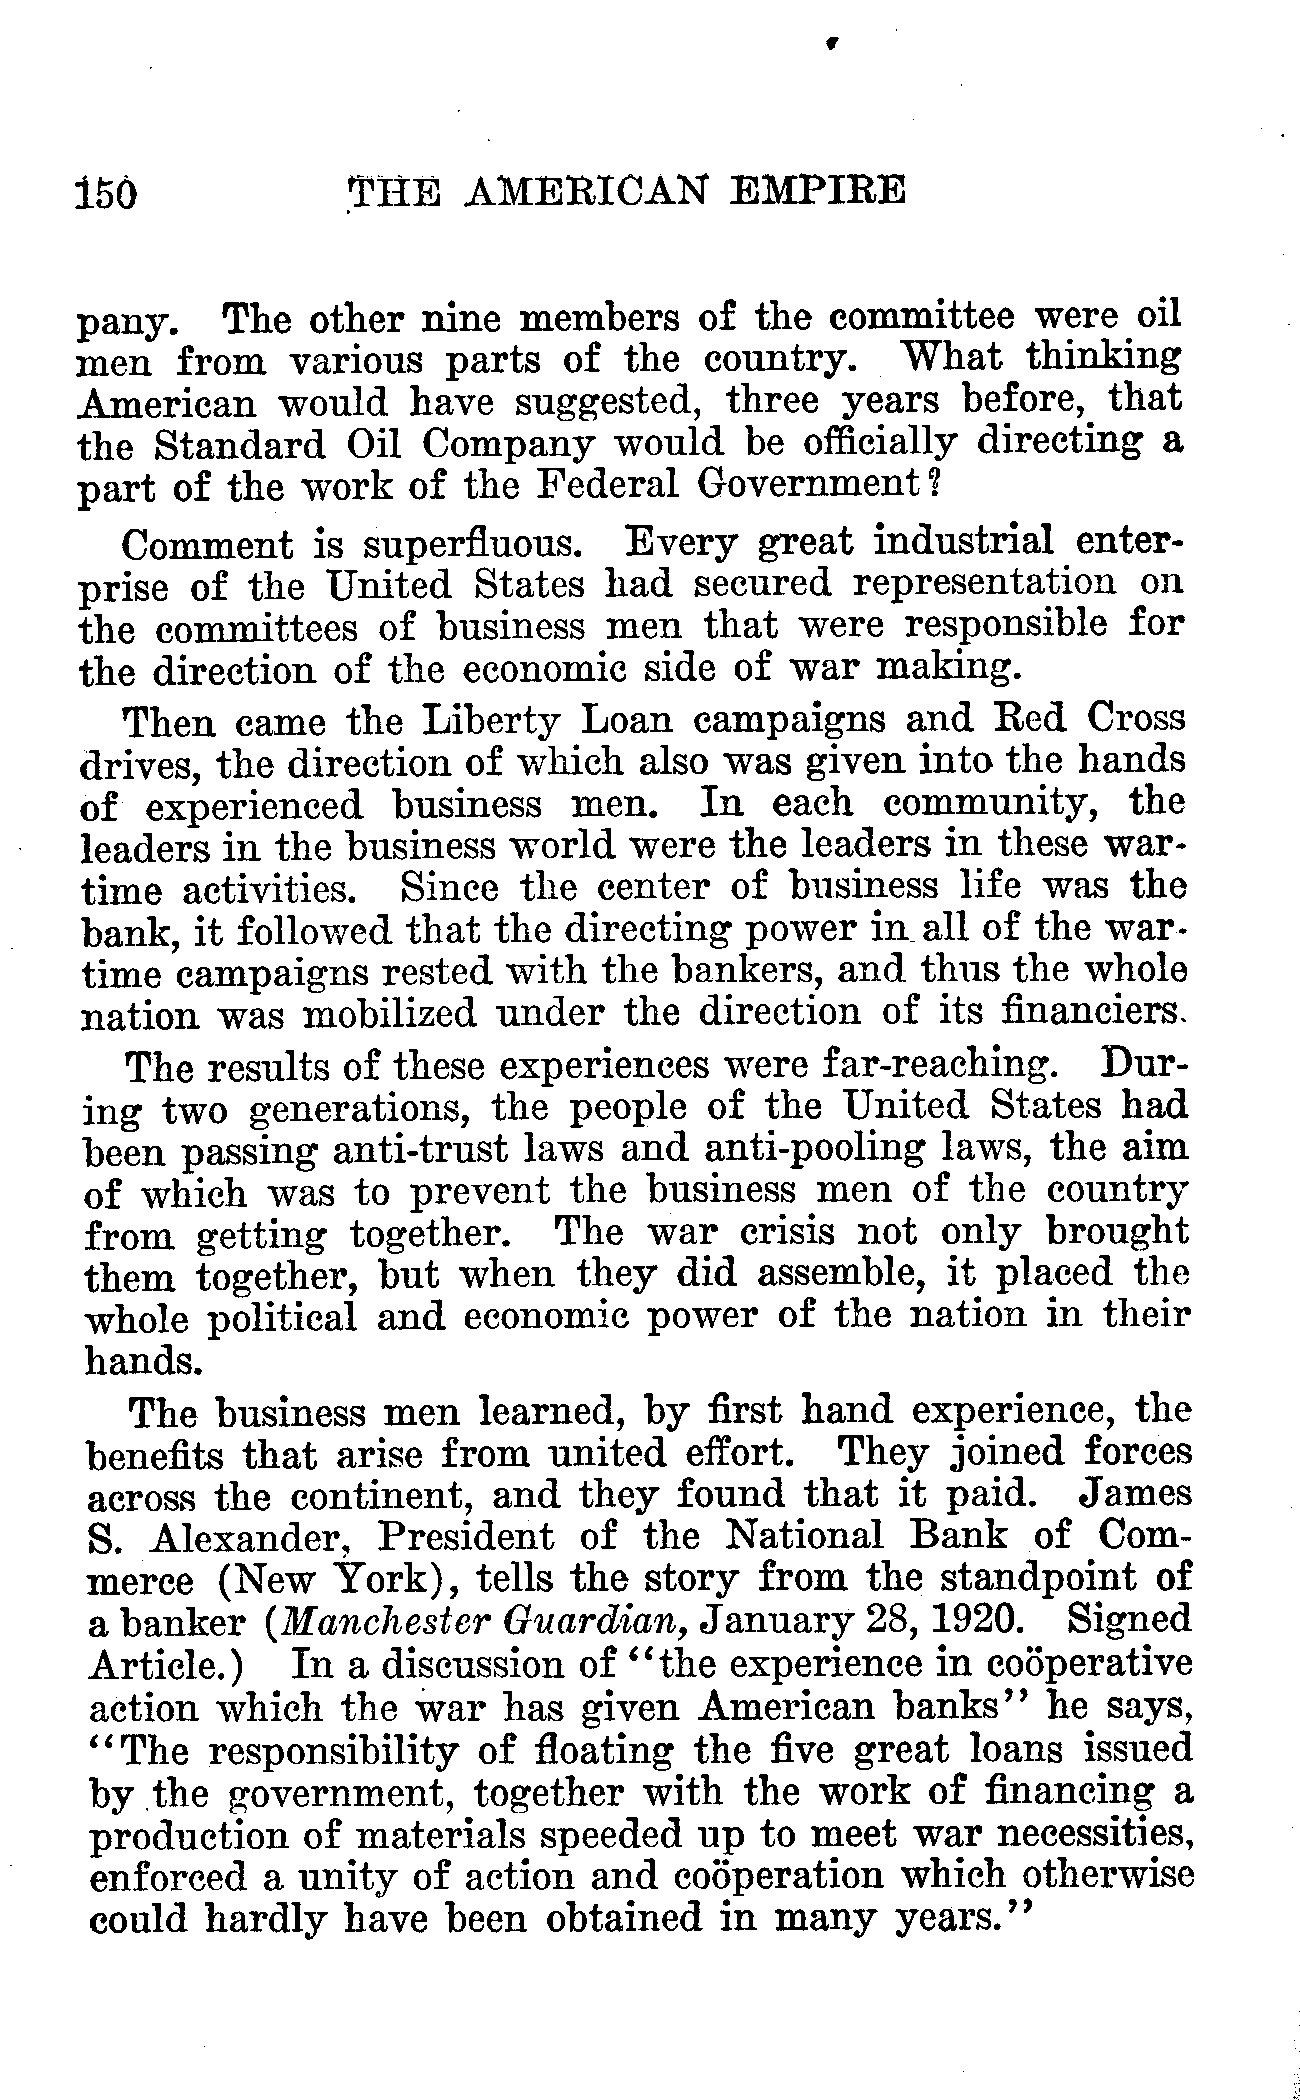 150 THE AMERICAN EMPIRE
pany. The other nine members of the committee were oil
men from various parts of the country. What thinking
American would have suggested, three years before, that
the Standard Oil Company would be officially directing a
part of the work of the Federal Government?
Comment is superfluous. Every great industrial enter-
prise of the United States had secured representation on
the committees of business men that were responsible for
the direction of the economic side of war making.
Then came the Liberty Loan campaigns and Red Cross
drives, the direction of which also was given into the hands
of experienced business men. In each community, the
leaders in the business world were the leaders in these war-
time activities. Since the center of business life was the
bank, it followed that the directing power in all of the war-
time campaigns rested with the bankers, and thus the whole
nation was mobilized under the direction of its financiers.
The results of these experiences were far-reaching. Dur-
ing two generations, the people of the United States had
been passing anti-trust laws and anti-pooling laws, the aim
of which was to prevent the business men of the country
from getting together. The war crisis not only brought
them together, but when they did assemble, it placed the
whole political and economic power of the nation in their
hands.
The business men learned, by first hand experience, the
benefits that arise from united effort. They joined forces
across the continent, and they found that it paid. James
S. Alexander, President of the National Bank of Com-
merce (New York), tells the story from the standpoint of
a banker (Manchester Guardian, January 28, 1920. Signed
Article.) In a discussion of "the experience in coöperative
action which the war has given American banks" he says,
"The responsibility of floating the five great loans issued
by the government, together with the work of financing a
production of materials speeded up to meet war necessities,
enforced a unity of action and coöperation which otherwise
could hardly have been obtained in many years."